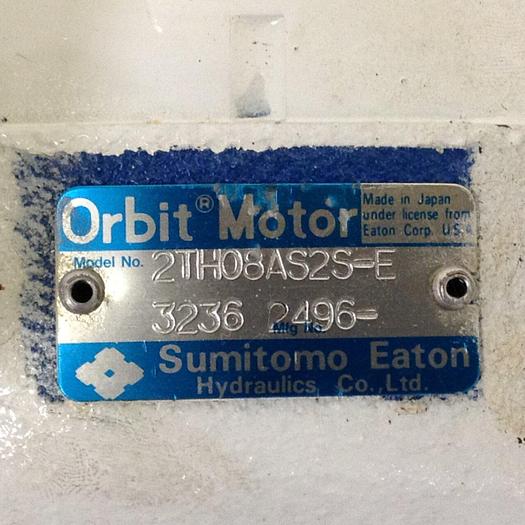 Orbit® Motor
Made in Japan
under license from
Eaton Corp. U.S.A
Model No. 2TH08AS2S-E
3236 2496-
Mfg No.
Sumitomo Eaton
Hydraulics Co.,Ltd.